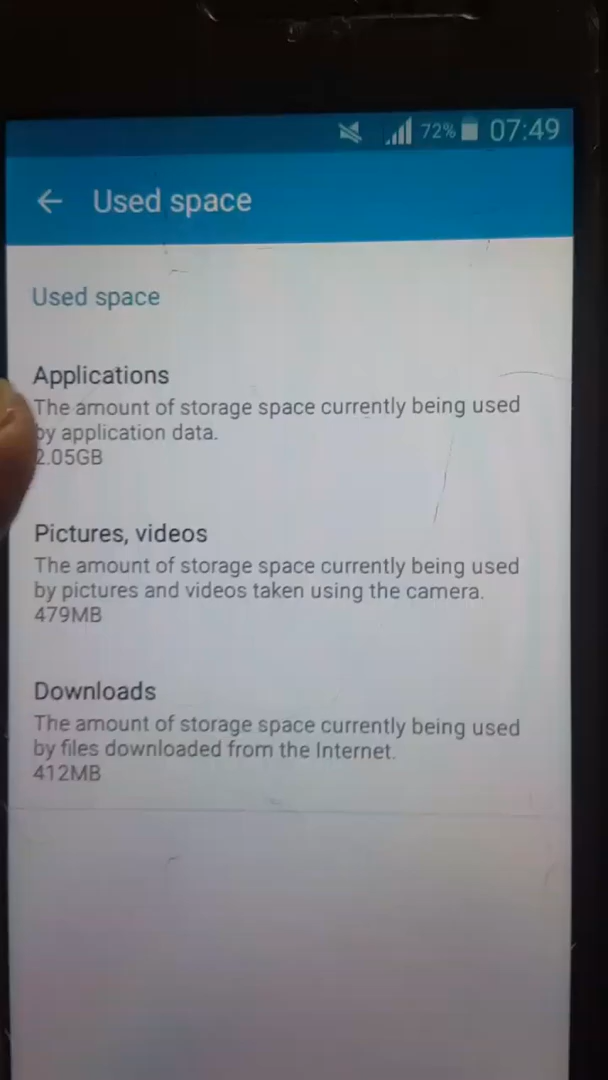 72% 07:49
Used space
Used space
Applications
The amount of storage space currently being used
by application data.
2.05GB
Pictures, videos
The amount of storage space currently being used
by pictures and videos taken using the camera.
479MB
Downloads
The amount of storage space currently being used
by files downloaded from the Internet.
412MB